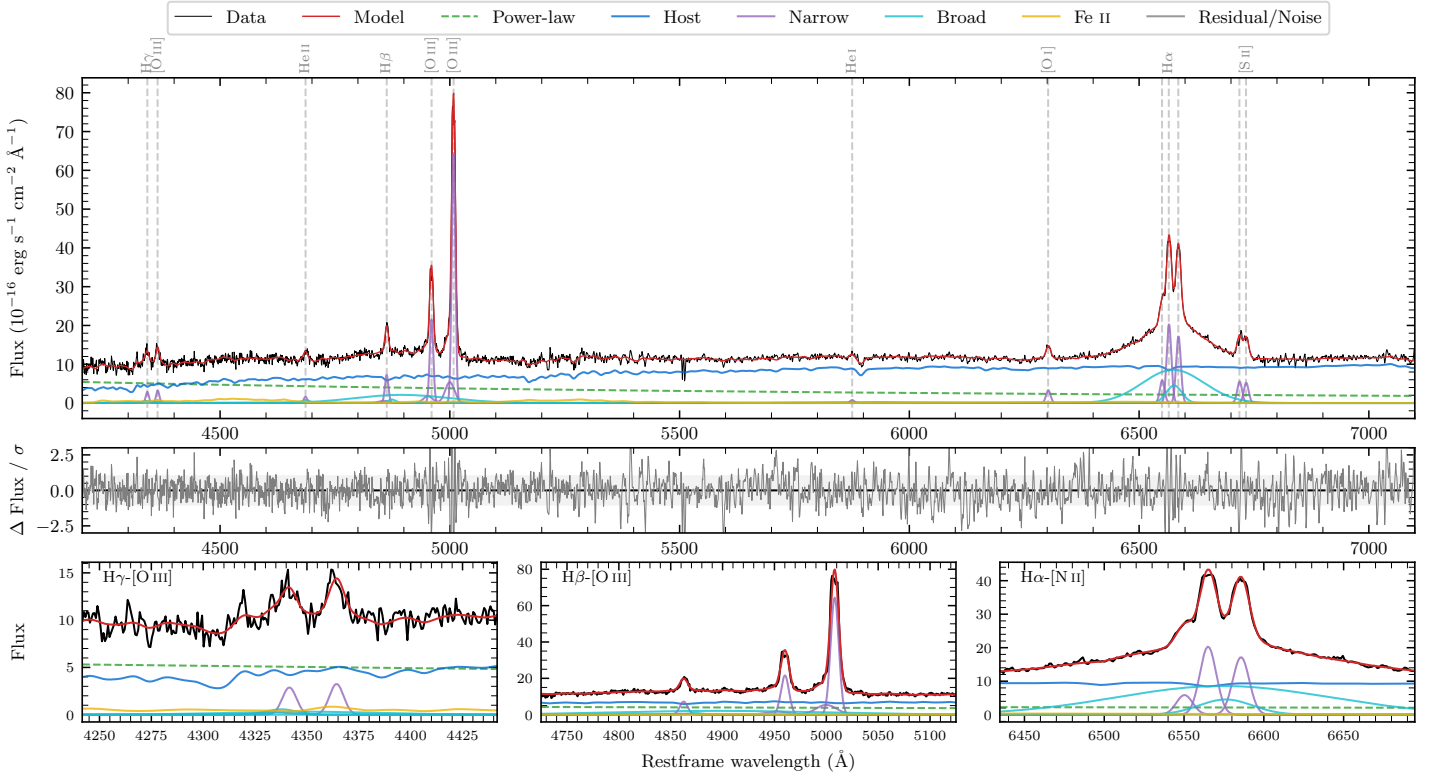 Data Model Power-law Host Narrow Broad Fe II Residual/Noise
Hγ [O III] He II Hβ [O III] [O III] He I [O I] Hα [S II]
Flux (10⁻¹⁶ erg s⁻¹ cm⁻² Å⁻¹)
80
70
60
50
40
30
20
10
0
4500 5000 5500 6000 6500 7000
Δ Flux / σ
2.5
0.0
−2.5
4500 5000 5500 6000 6500 7000
Flux
Hγ-[O III]
15
10
5
0
4250 4275 4300 4325 4350 4375 4400 4425
Hβ-[O III]
80
60
40
20
0
4750 4800 4850 4900 4950 5000 5050 5100
Hα-[N II]
40
30
20
10
0
6450 6500 6550 6600 6650
Restframe wavelength (Å)